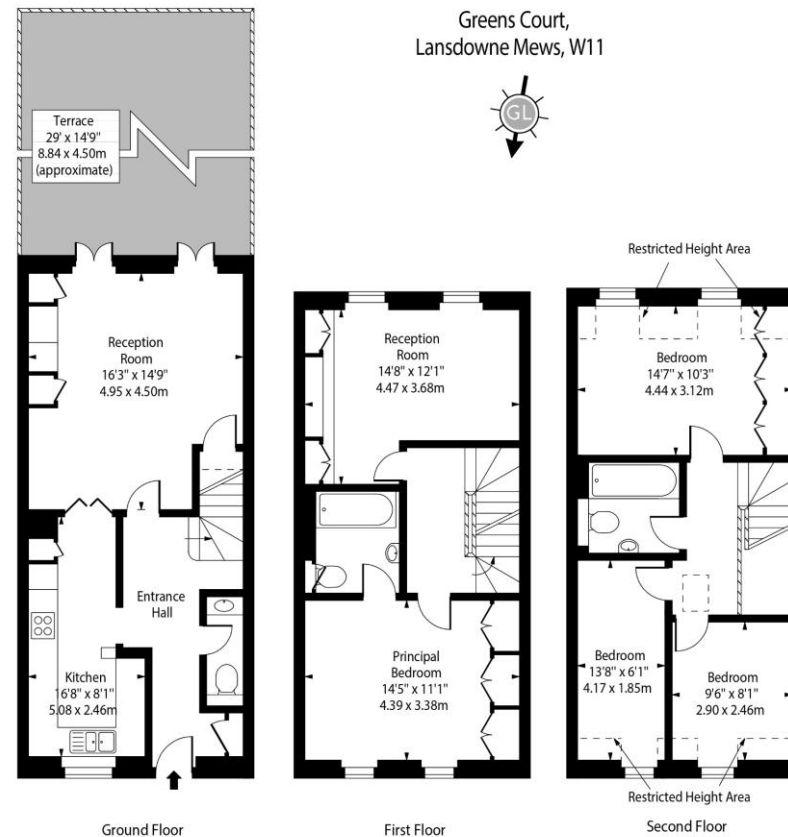 Greens Court,
Lansdowne Mews, W11
GL
Terrace
29' x 14'9"
8.84 x 4.50m
(approximate)
Reception
Room
16'3" x 14'9"
4.95 x 4.50m
Entrance
Hall
Kitchen
16'8" x 8'1"
5.08 x 2.46m
Ground Floor
Reception
Room
14'8" x 12'1"
4.47 x 3.68m
Principal
Bedroom
14'5" x 11'1"
4.39 x 3.38m
First Floor
Restricted Height Area
Bedroom
14'7" x 10'3"
4.44 x 3.12m
Bedroom
13'8" x 6'1"
4.17 x 1.85m
Bedroom
9'6" x 8'1"
2.90 x 2.46m
Restricted Height Area
Second Floor